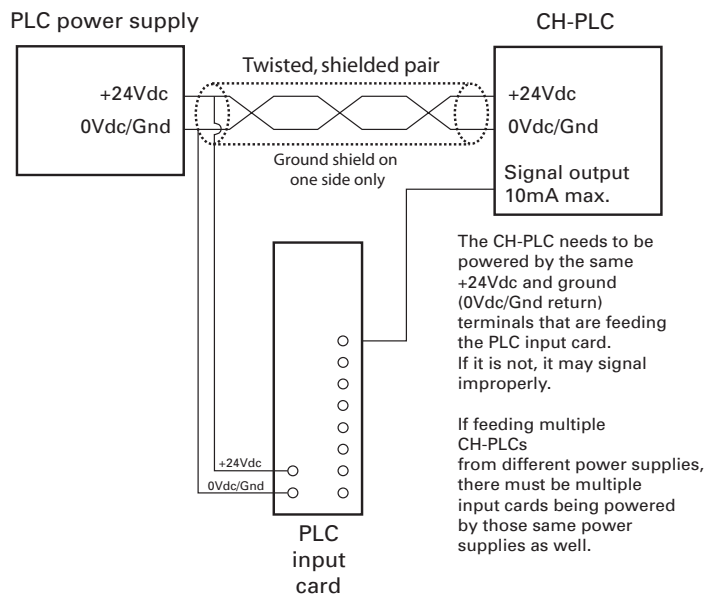 PLC power supply
CH-PLC
Twisted, shielded pair
+24Vdc
0Vdc/Gnd
+24Vdc
0Vdc/Gnd
Ground shield on
one side only
Signal output
10mA max.
The CH-PLC needs to be
powered by the same
+24Vdc and ground
(0Vdc/Gnd return)
terminals that are feeding
the PLC input card.
If it is not, it may signal
improperly.
If feeding multiple
CH-PLCs
from different power supplies,
there must be multiple
input cards being powered
by those same power
supplies as well.
+24Vdc
0Vdc/Gnd
PLC
input
card